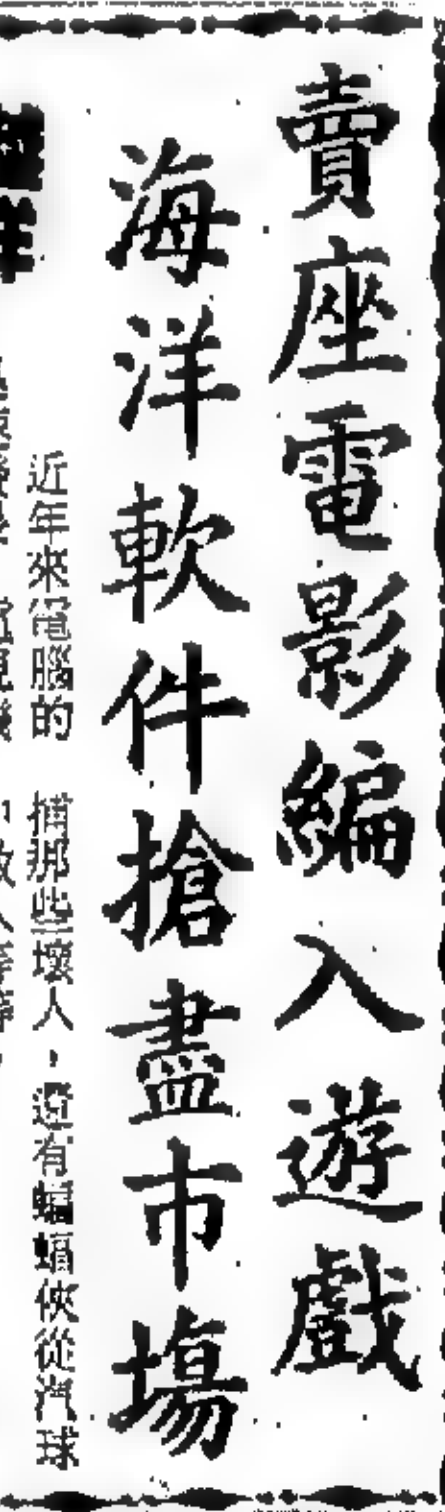 賣座電影編入遊戲
海洋軟件搶盡市場
近年來電腦的
捕那些壞人，還有蝙蝠俠從汽球